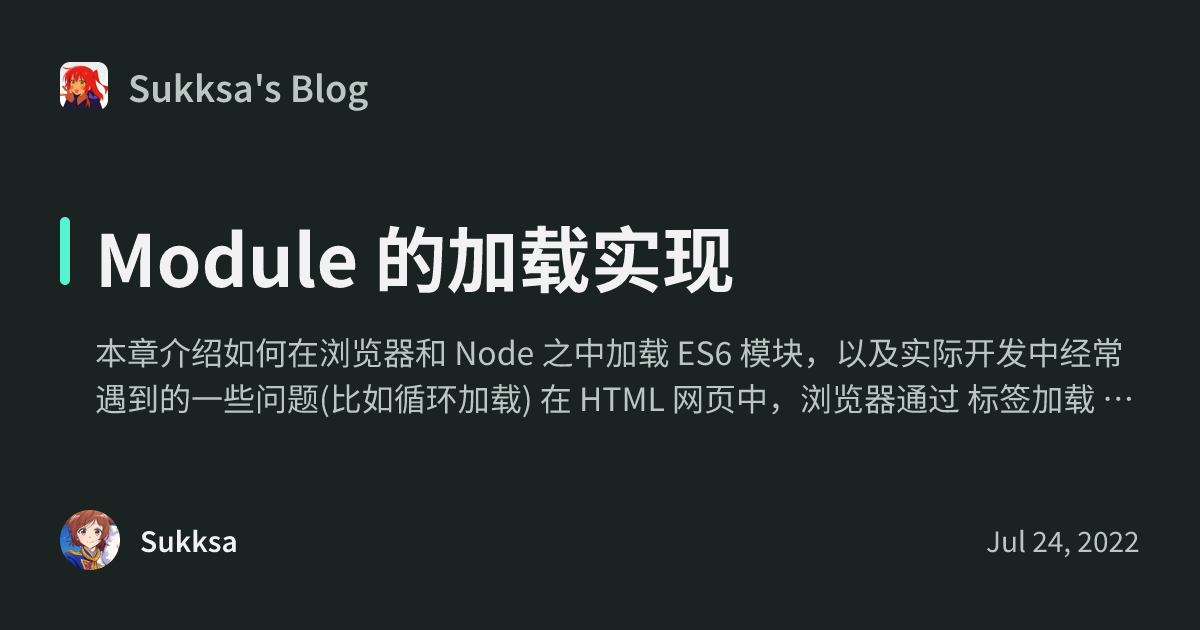 Sukksa's Blog
Module 的加载实现
本章介绍如何在浏览器和 Node 之中加载 ES6 模块，以及实际开发中经常
遇到的一些问题(比如循环加载) 在 HTML 网页中，浏览器通过 标签加载 …
Sukksa
Jul 24, 2022